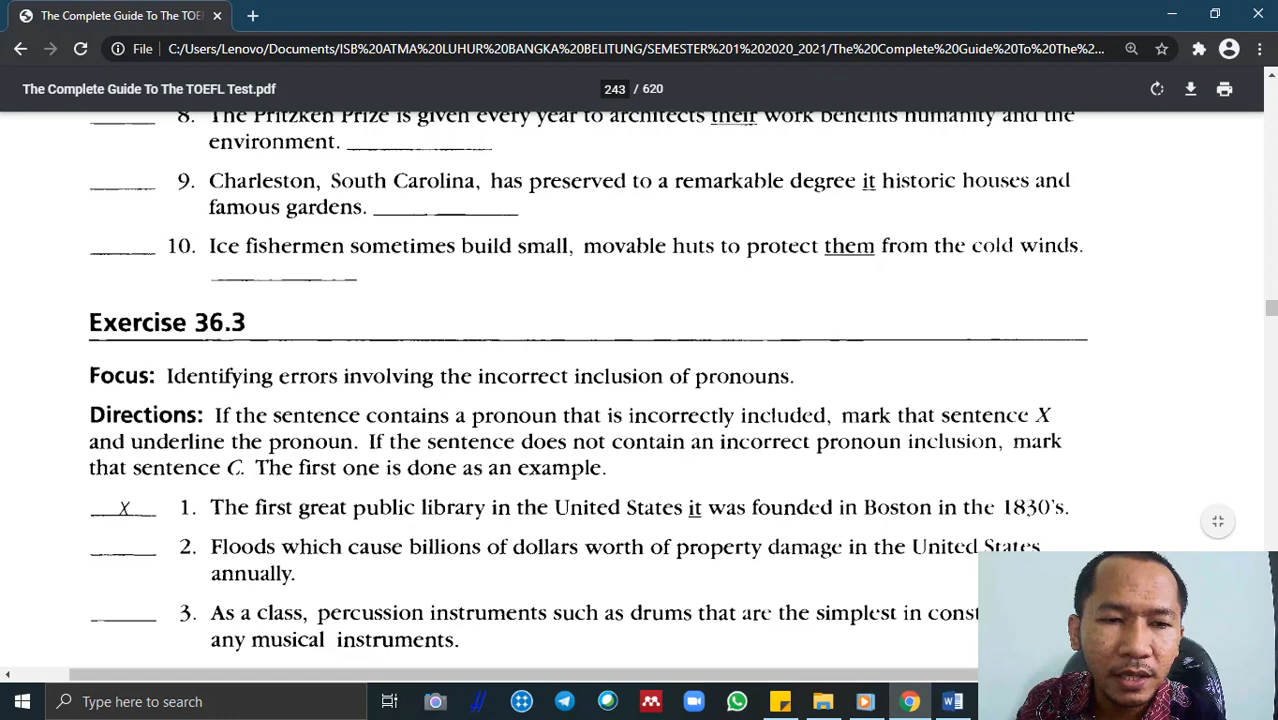 The Complete Guide To The TOE
File
C:/Users/Lenovo/Documents/ISB%20ATMA%20LUHUR%20BANGKA%20BELITUNG/SEMESTER%201%202020_2021/The%20Complete%20Guide%20To%20The%2...
The Complete Guide To The TOEFL Test.pdf
243 / 620
8. The Pritzken Prize is given every year to architects their work benefits humanity and the
environment.
9. Charleston, South Carolina, has preserved to a remarkable degree it historic houses and
famous gardens.
10. Ice fishermen sometimes build small, movable huts to protect them from the cold winds.
Exercise 36.3
Focus: Identifying errors involving the incorrect inclusion of pronouns.
Directions: If the sentence contains a pronoun that is incorrectly included, mark that sentence X
and underline the pronoun. If the sentence does not contain an incorrect pronoun inclusion, mark
that sentence C. The first one is done as an example.
X 1. The first great public library in the United States it was founded in Boston in the 1830's.
2. Floods which cause billions of dollars worth of property damage in the United States
annually.
3. As a class, percussion instruments such as drums that are the simplest in const
any musical instruments.
Type here to search